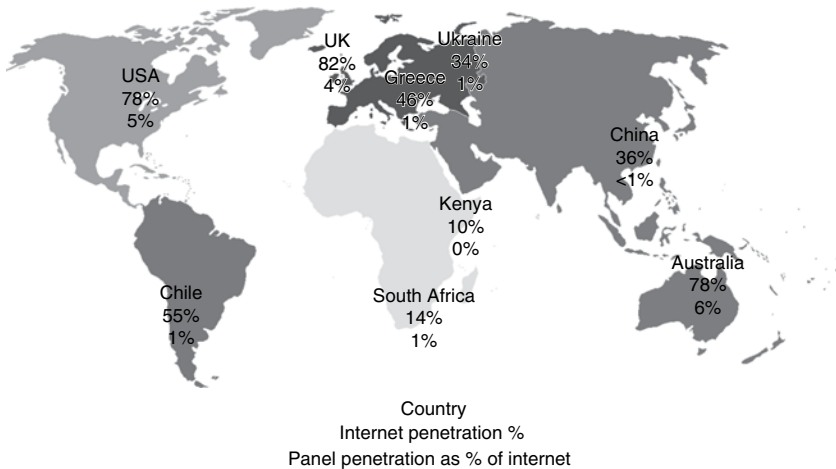 UK
82%
4%
Ukraine
34%
1%
USA
78%
5%
Greece
46%
1%
China
36%
<1%
Kenya
10%
0%
Australia
78%
6%
Chile
55%
1%
South Africa
14%
1%
Country
Internet penetration %
Panel penetration as % of internet